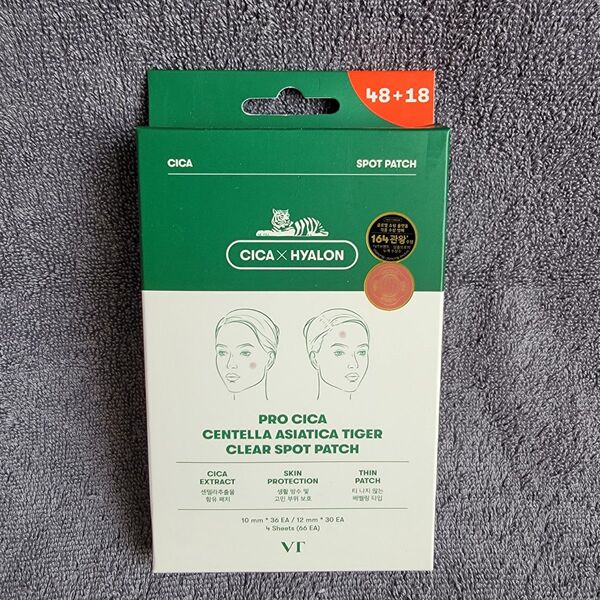 48+18
CICA
SPOT PATCH
CICA × HYALON
164관왕
PRO CICA
CENTELLA ASIATICA TIGER
CLEAR SPOT PATCH
CICA
EXTRACT
센텔라추출물
함유 패치
SKIN
PROTECTION
생활 방수 및
고민 부위 보호
THIN
PATCH
티 나지 않는
베벨링 타입
10 mm * 36 EA / 12 mm * 30 EA
4 Sheets (66 EA)
VT